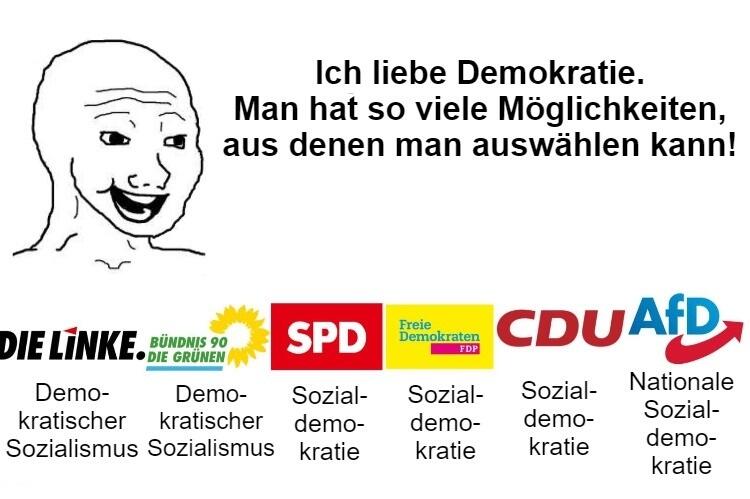 Ich liebe Demokratie.
Man hat so viele Möglichkeiten,
aus denen man auswählen kann!
DIE LINKE.
BÜNDNIS 90
DIE GRÜNEN
SPD
Freie
Demokraten
FDP
CDU
AfD
Demo-
kratischer
Sozialismus
Demo-
kratischer
Sozialismus
Sozial-
demo-
kratie
Sozial-
demo-
kratie
Sozial-
demo-
kratie
Nationale
Sozial-
demo-
kratie